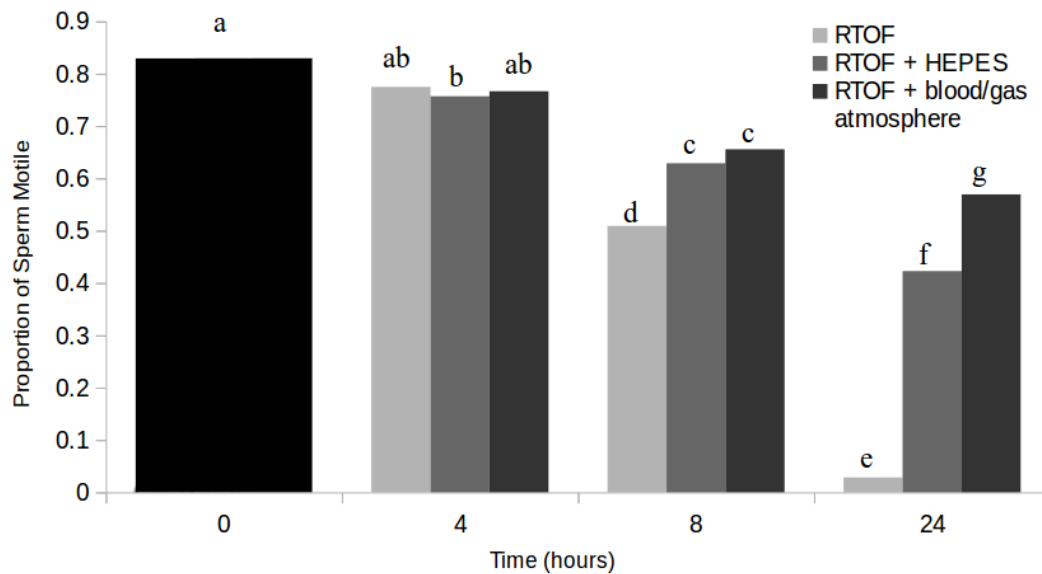 0.9
0.8
0.7
0.6
0.5
0.4
0.3
0.2
0.1
0
Proportion of Sperm Motile
a
ab
b
ab
d
c
c
e
f
g
RTOF
RTOF + HEPES
RTOF + blood/gas
atmosphere
0 4 8 24
Time (hours)